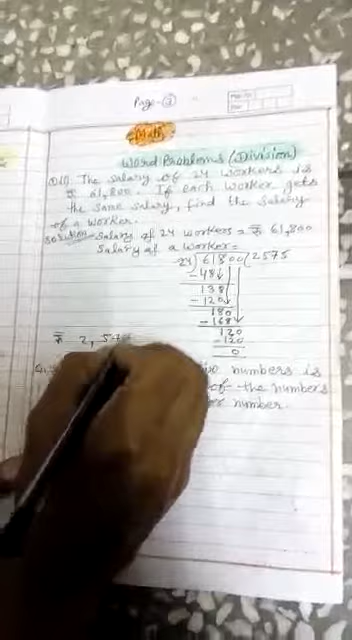 Page-③
Math
Word Problems (Division)
Q.(i) The salary of 24 workers is
₹ 61,800. If each worker gets
the same salary, find the salary
of a worker.
Solution - Salary of 24 workers = ₹ 61,800
Salary of a worker =
24)61800(2575
-48
138
-120
180
-168
120
-120
0
₹ 2,57
numbers is
of the numbers
number.